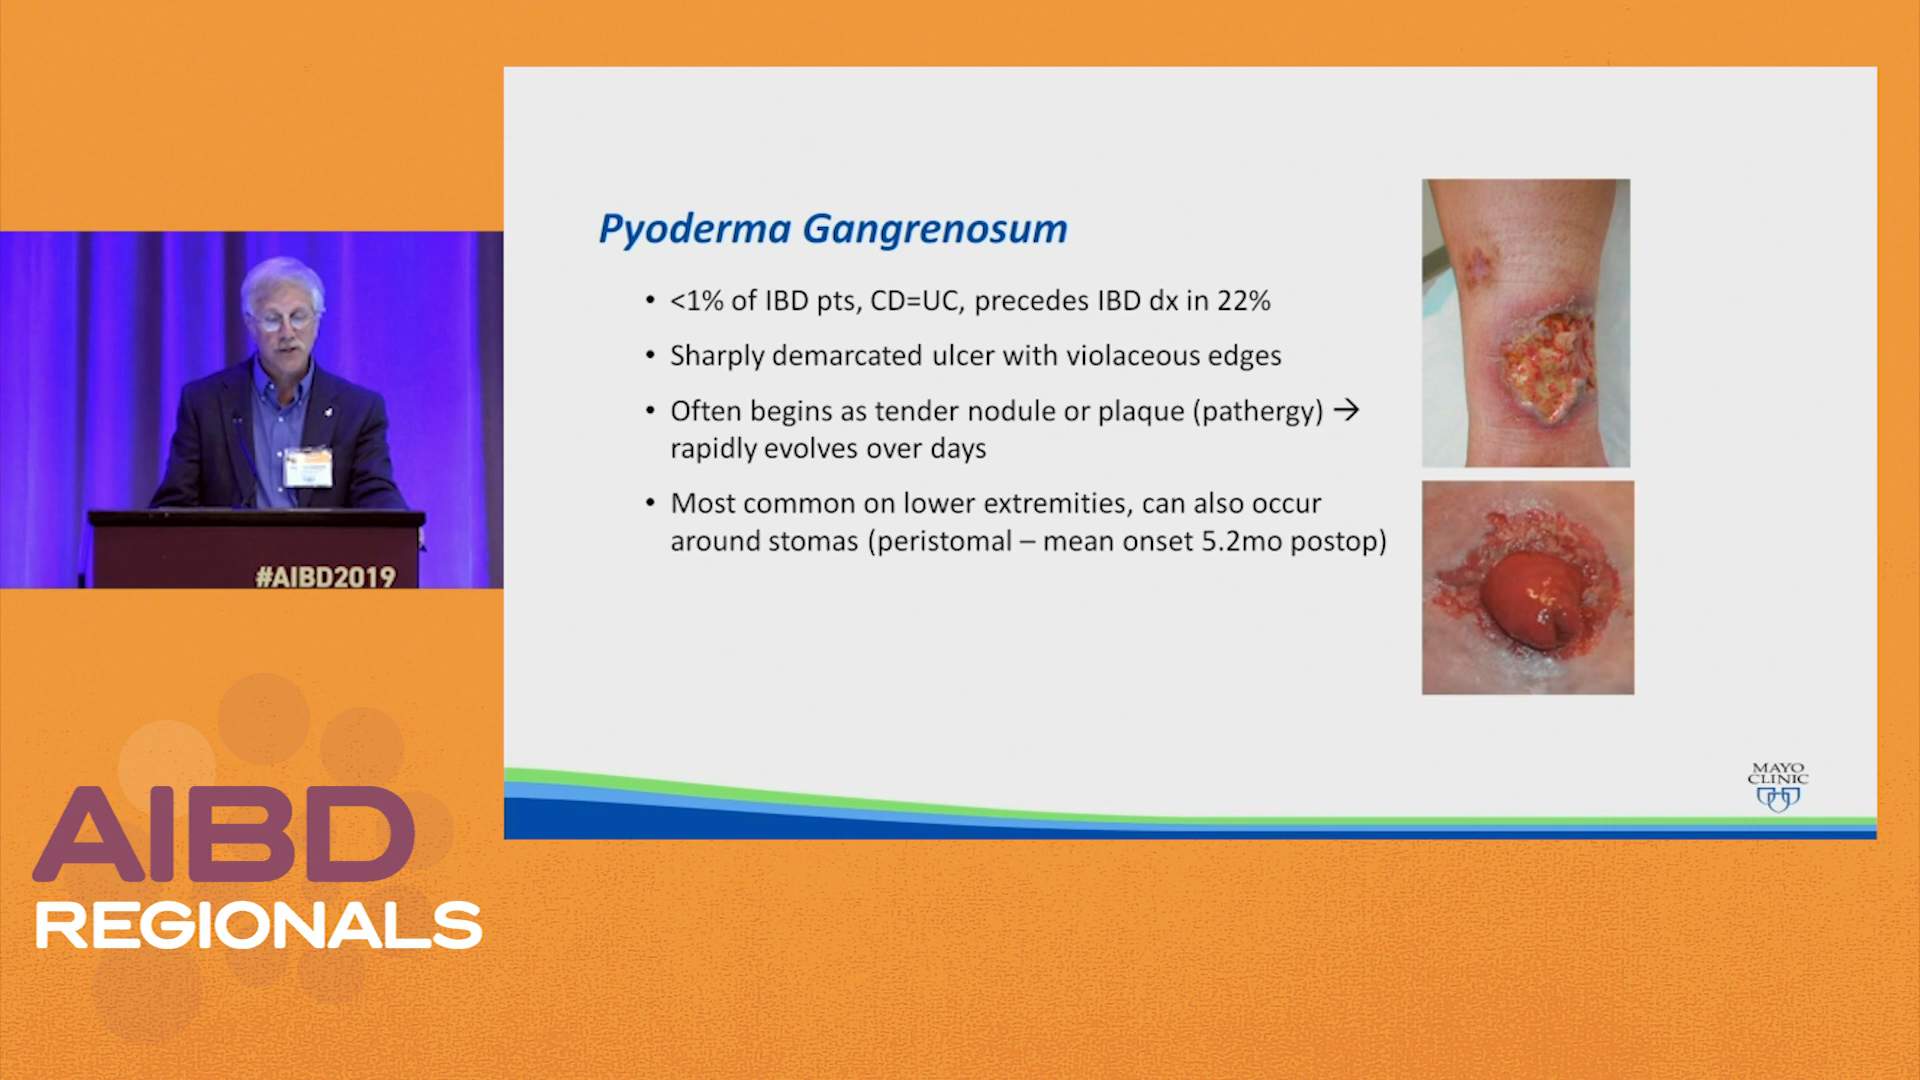 Pyoderma Gangrenosum
• <1% of IBD pts, CD=UC, precedes IBD dx in 22%
• Sharply demarcated ulcer with violaceous edges
• Often begins as tender nodule or plaque (pathergy) →
rapidly evolves over days
• Most common on lower extremities, can also occur
around stomas (peristomal – mean onset 5.2mo postop)
MAYO
CLINIC
#AIBD2019
AIBD
REGIONALS